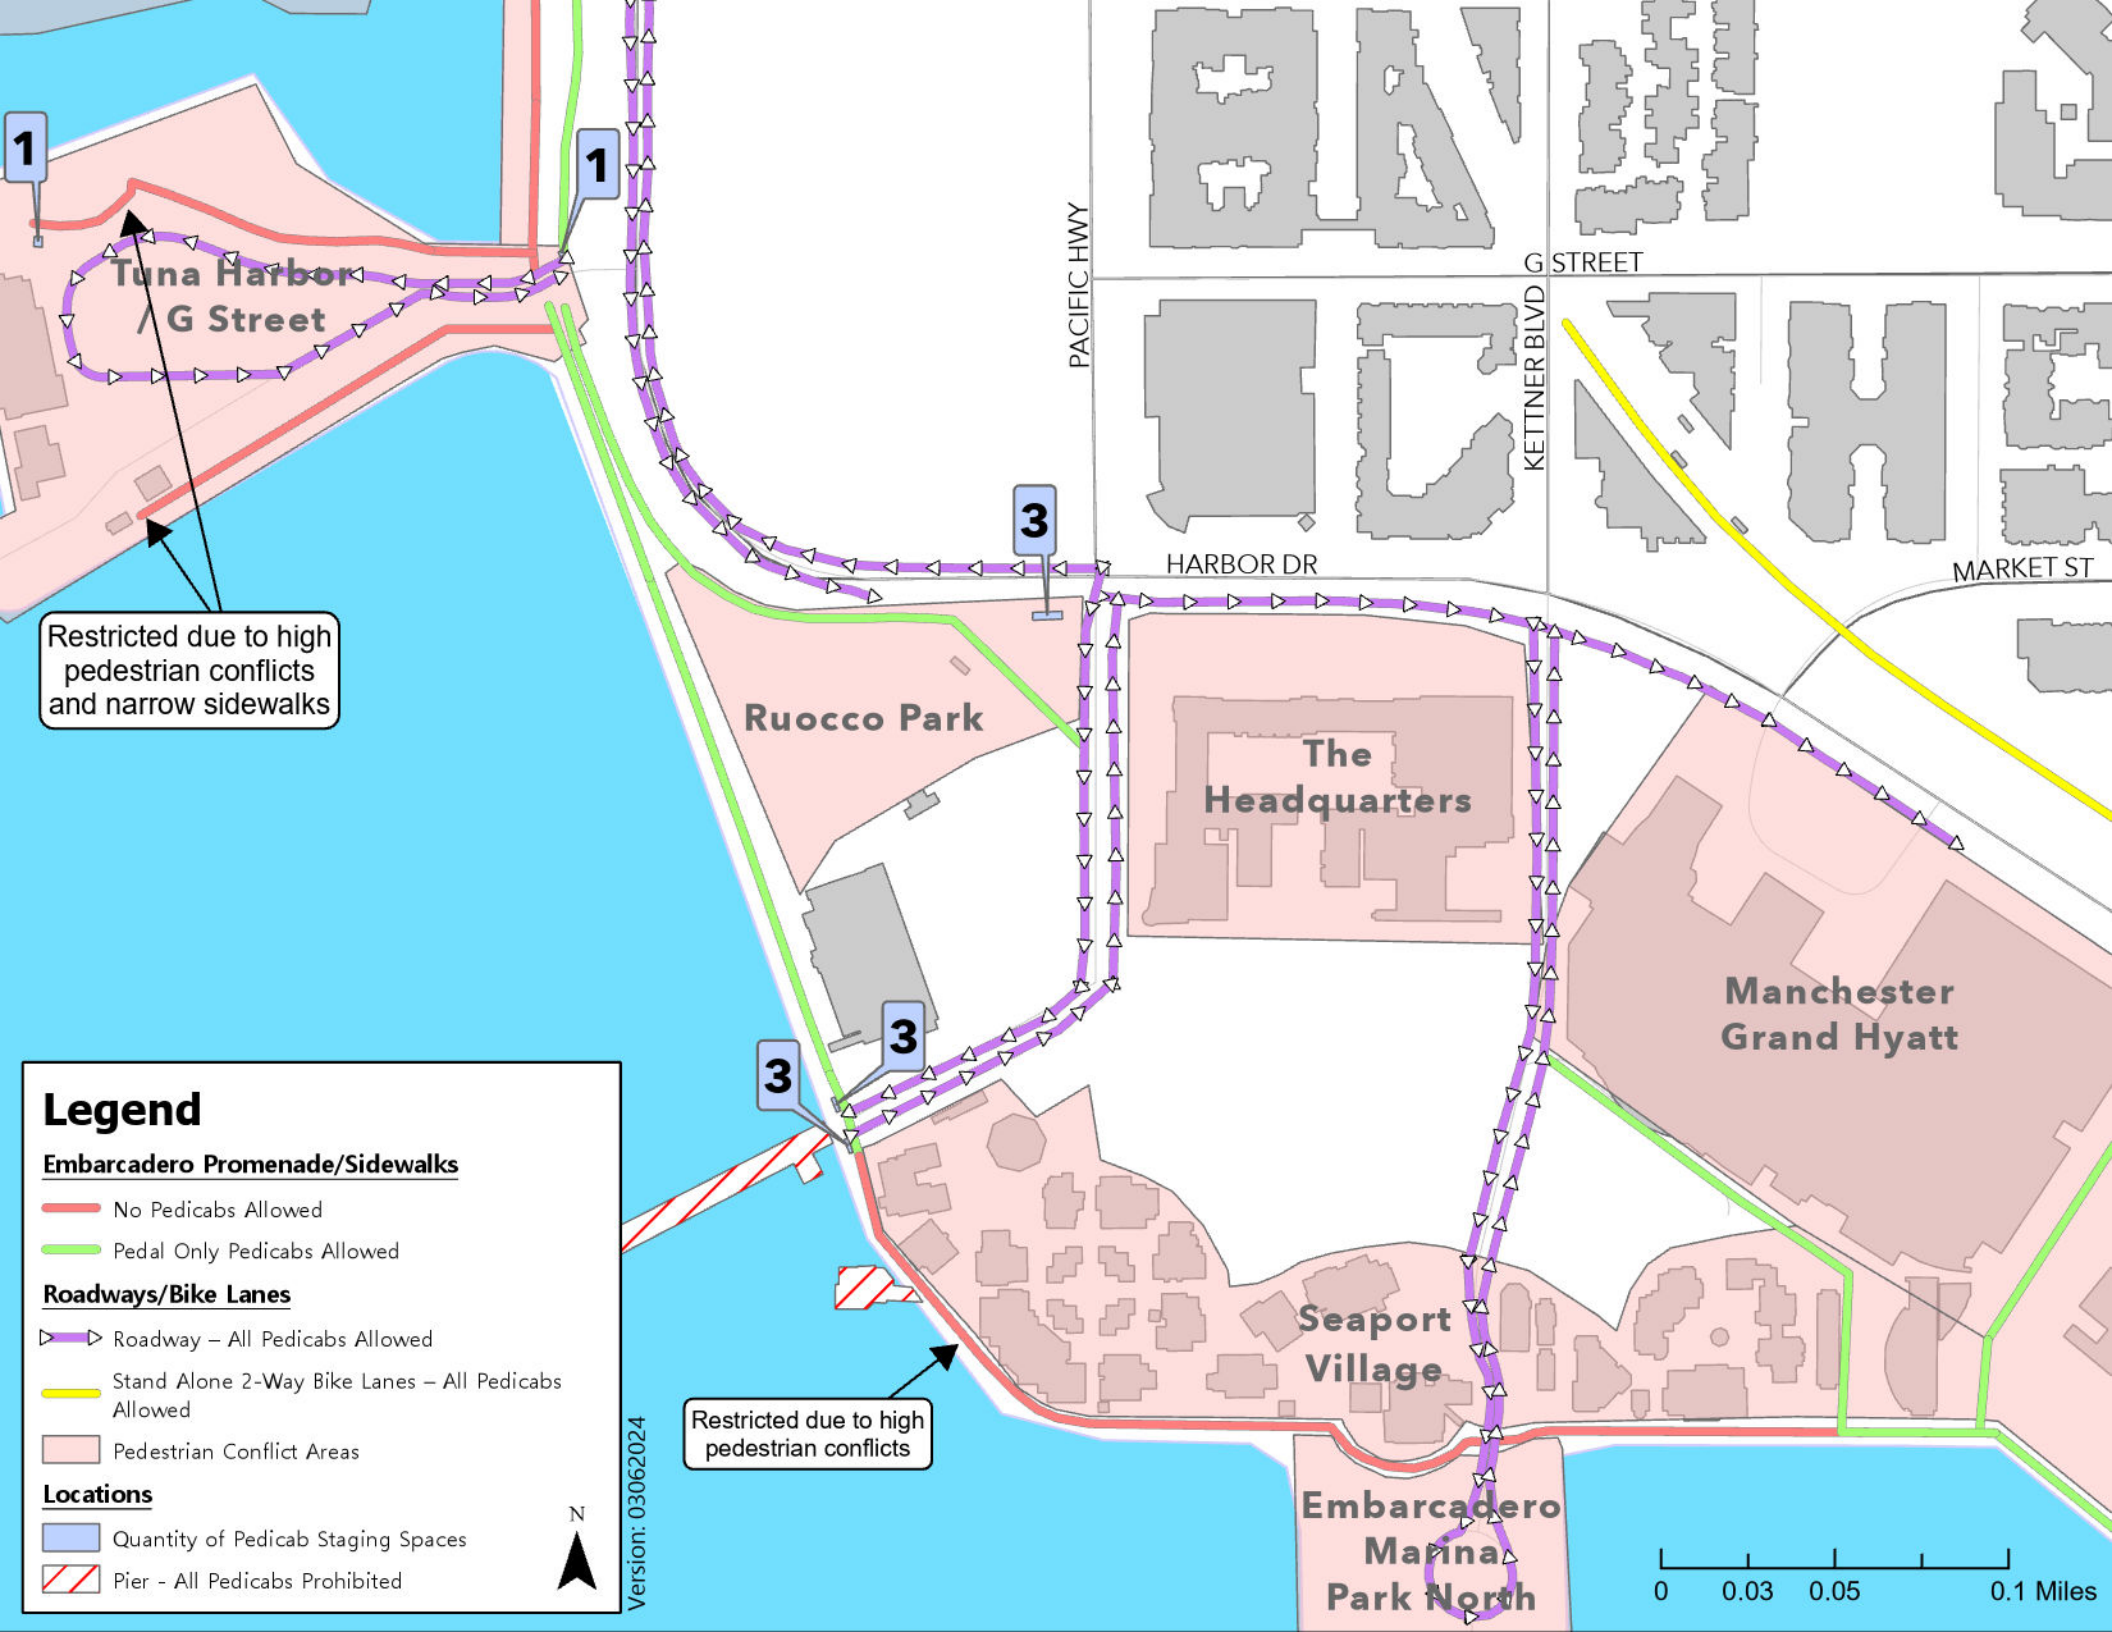 1
1
Tuna Harbor
/ G Street
PACIFIC HWY
G STREET
KETTNER BLVD
3
HARBOR DR
MARKET ST
Restricted due to high
pedestrian conflicts
and narrow sidewalks
Ruocco Park
The
Headquarters
Manchester
Grand Hyatt
3
3
Seaport
Village
Restricted due to high
pedestrian conflicts
Embarcadero
Marina
Park North
0 0.03 0.05 0.1 Miles
Legend
Embarcadero Promenade/Sidewalks
No Pedicabs Allowed
Pedal Only Pedicabs Allowed
Roadways/Bike Lanes
Roadway – All Pedicabs Allowed
Stand Alone 2-Way Bike Lanes – All Pedicabs
Allowed
Pedestrian Conflict Areas
Locations
Quantity of Pedicab Staging Spaces
Pier - All Pedicabs Prohibited
N
Version: 03062024